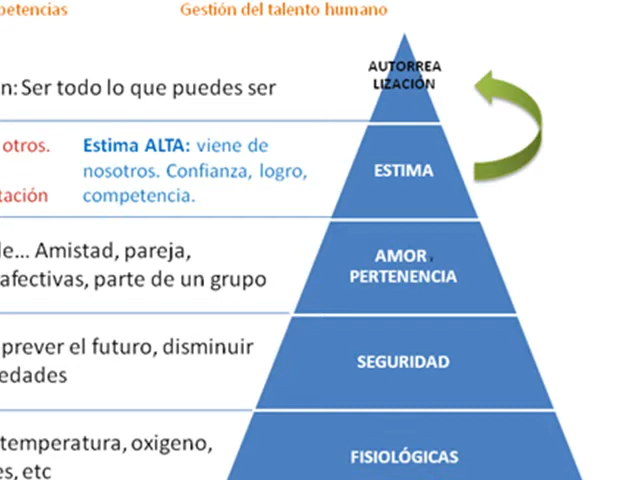 petencias
Gestión del talento humano
AUTORREA
LIZACIÓN
n: Ser todo lo que puedes ser
otros.
tación
Estima ALTA: viene de
nosotros. Confianza, logro,
competencia.
ESTIMA
le... Amistad, pareja,
afectivas, parte de un grupo
AMOR,
PERTENENCIA
prever el futuro, disminuir
edades
SEGURIDAD
temperatura, oxigeno,
es, etc
FISIOLÓGICAS